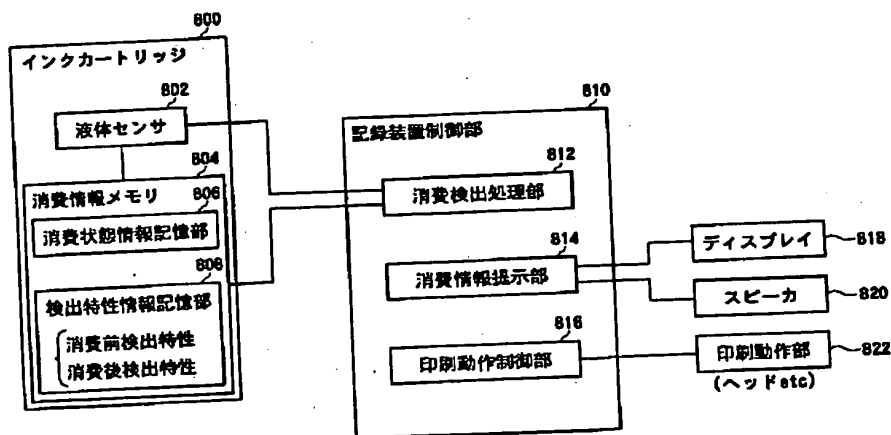 800
インクカートリッジ
802
液体センサ
804
消費情報メモリ
806
消費状態情報記憶部
808
検出特性情報記憶部
消費前検出特性
消費後検出特性
810
記録装置制御部
812
消費検出処理部
814
消費情報提示部
816
印刷動作制御部
ディスプレイ
818
スピーカ
820
印刷動作部
822
(ヘッドetc)